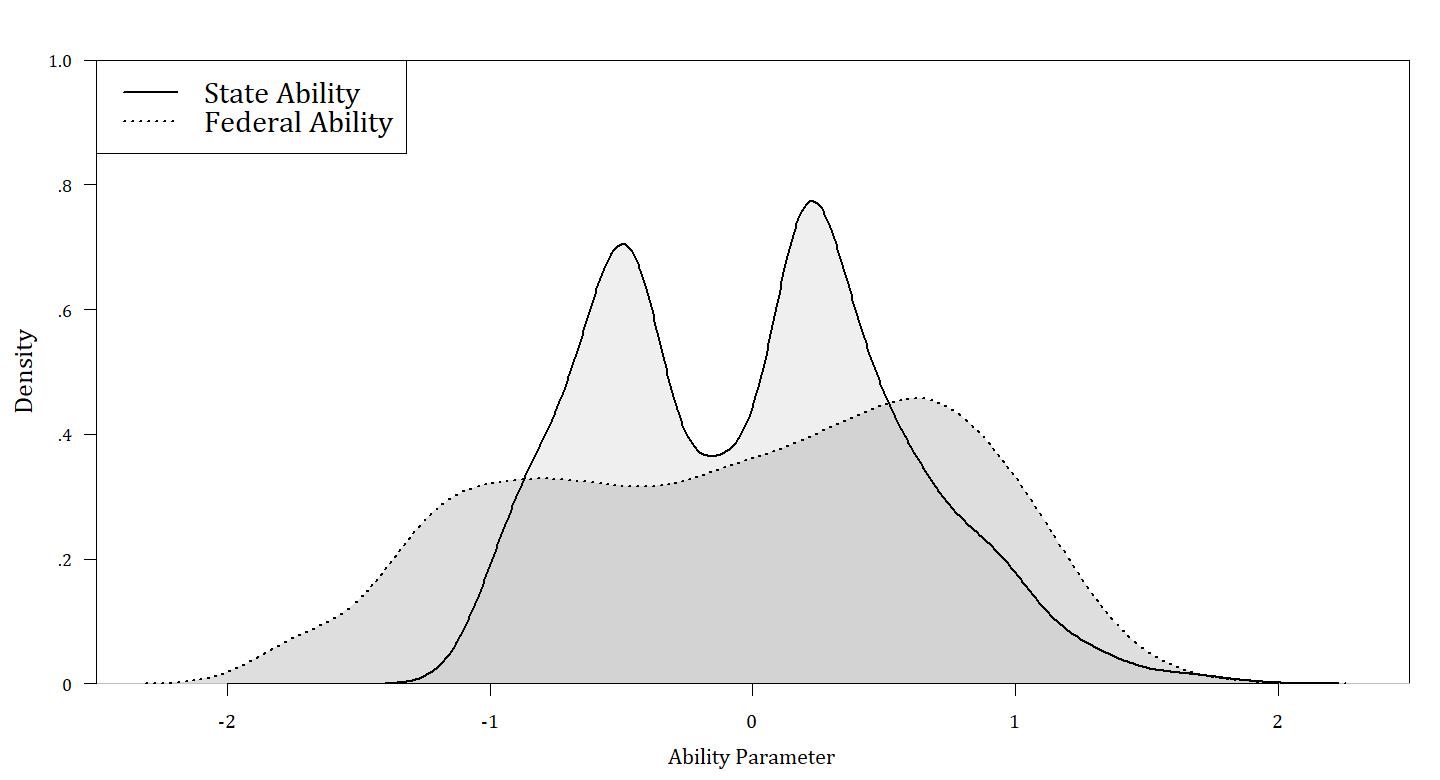 State Ability
Federal Ability
1.0
.8
.6
.4
.2
0
Density
-2
-1
0
1
2
Ability Parameter